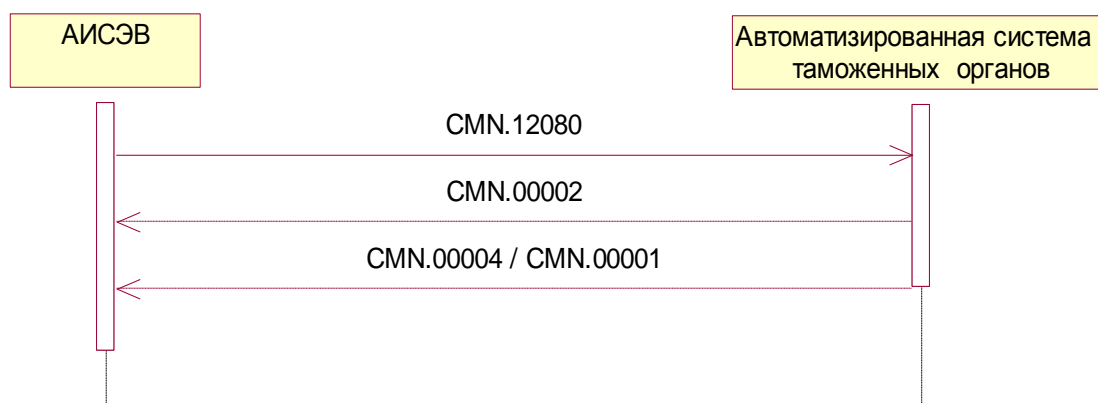 АИСЭВ
Автоматизированная система
таможенных органов
CMN.12080
CMN.00002
CMN.00004 / CMN.00001